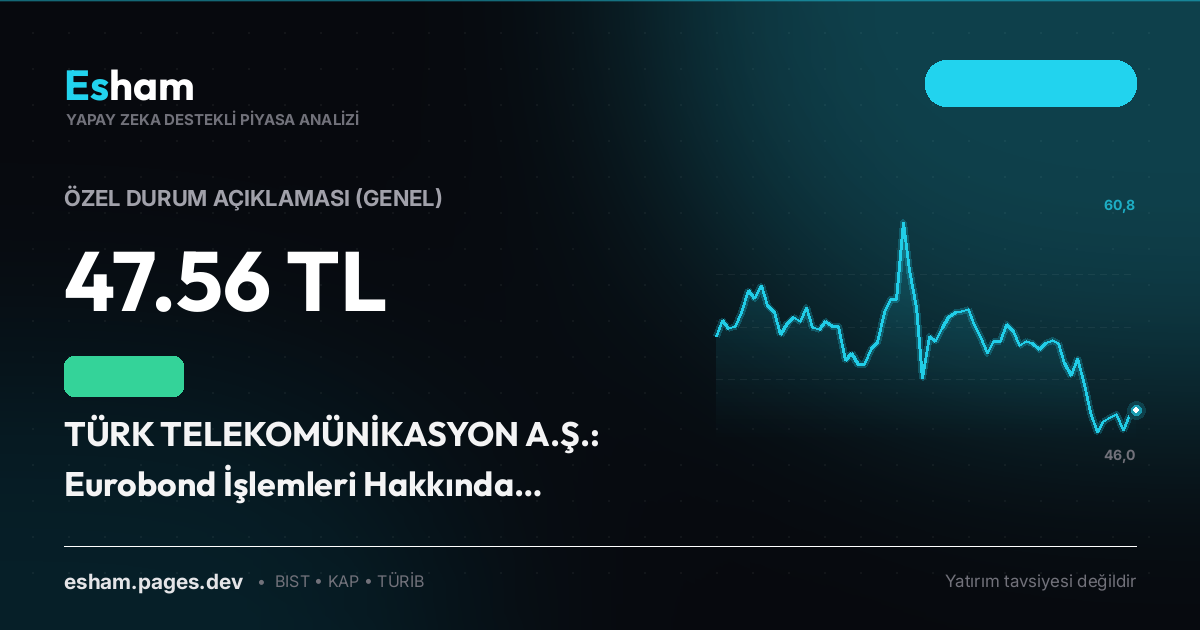 Esham
YAPAY ZEKA DESTEKLİ PİYASA ANALİZİ
ÖZEL DURUM AÇIKLAMASI (GENEL)
47.56 TL
60,8
46,0
TÜRK TELEKOMÜNİKASYON A.Ş.:
Eurobond İşlemleri Hakkında...
esham.pages.dev • BIST • KAP • TÜRİB
Yatırım tavsiyesi değildir